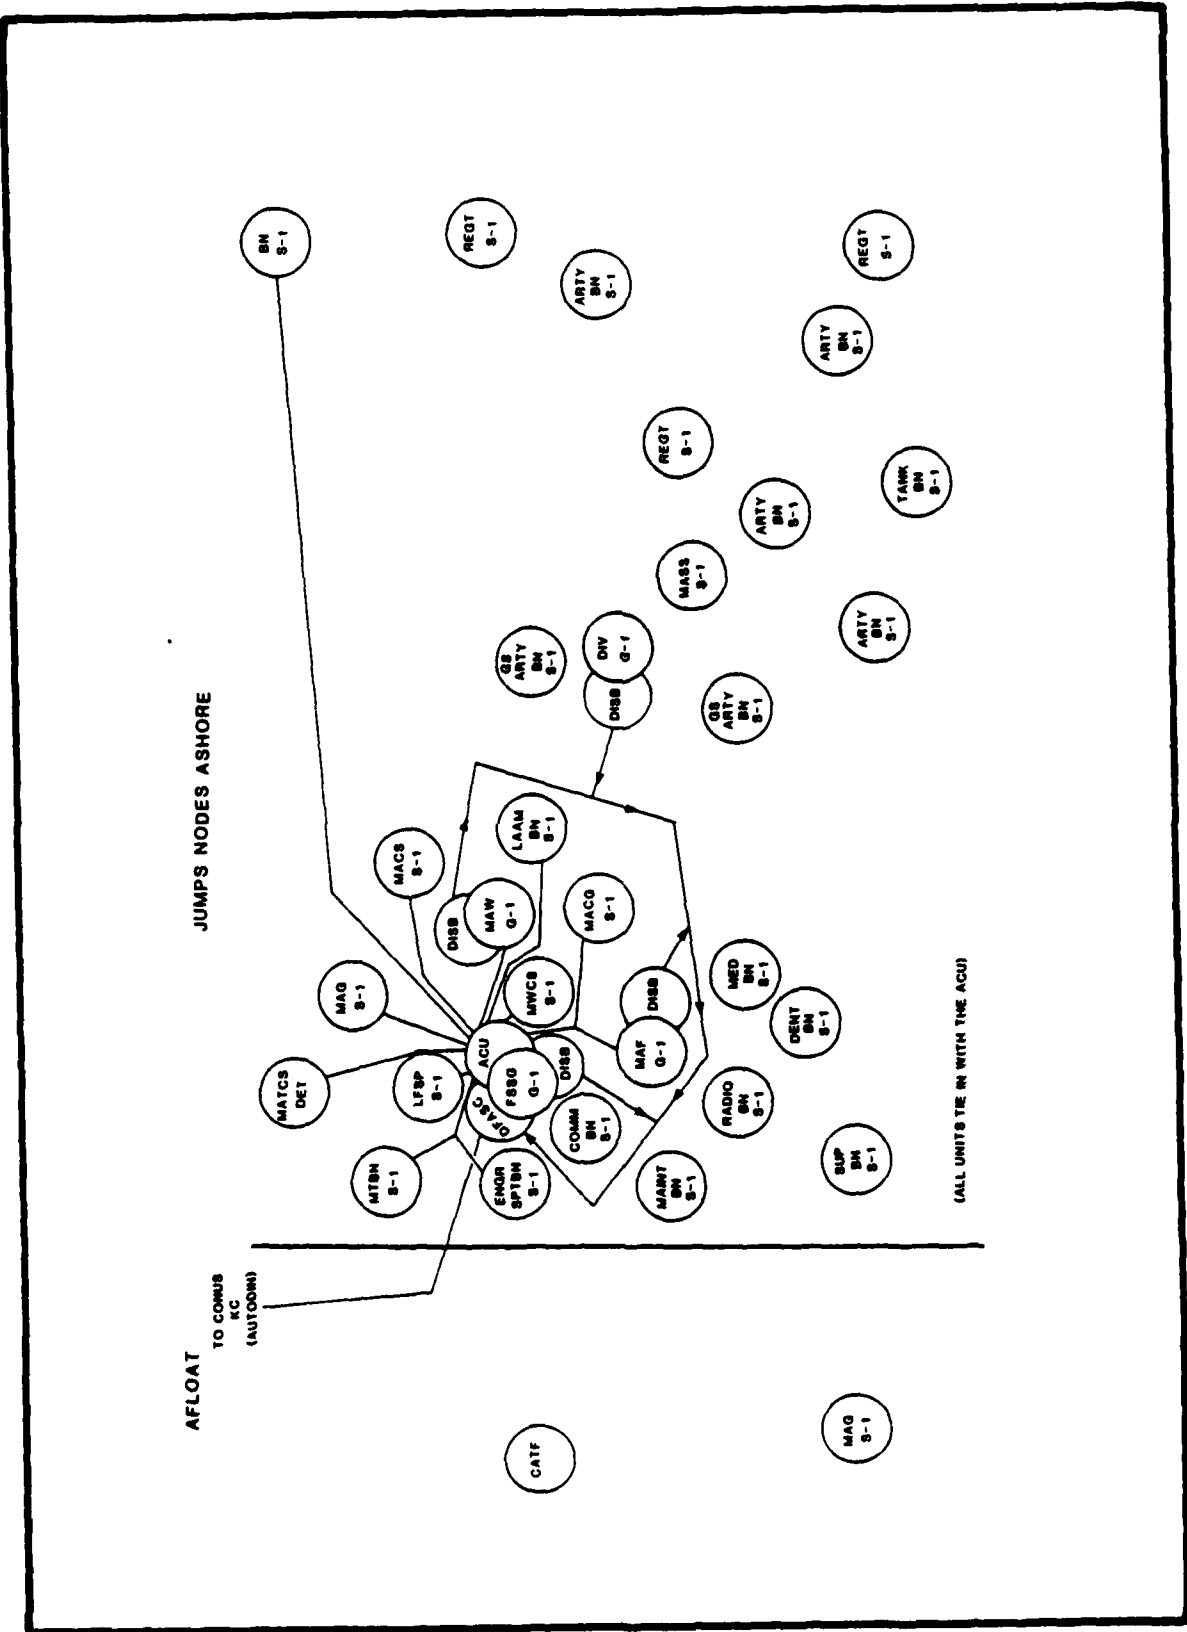 AFLOAT
TO CONUS
KC
(AUTODIN)
JUMPS NODES ASHORE
MATCS
DET
MAG
S-1
BN
S-1
MTBN
S-1
LFSP
S-1
MACS
S-1
ENGR
SPTBN
S-1
DFASC
ACU
FSSG
G-1
DISB
DISB
MAW
G-1
MWCS
S-1
LAAM
BN
S-1
GS
ARTY
BN
S-1
REGT
S-1
CATF
COMM
BN
S-1
MACG
S-1
DISB
DIV
G-1
ARTY
BN
S-1
MAINT
BN
S-1
MAF
G-1
DISB
MASS
S-1
REGT
S-1
RADIO
BN
S-1
MED
BN
S-1
GS
ARTY
BN
S-1
ARTY
BN
S-1
DENT
BN
S-1
ARTY
BN
S-1
MAG
S-1
SUP
BN
S-1
ARTY
BN
S-1
TANK
BN
S-1
REGT
S-1
(ALL UNITS TIE IN WITH THE ACU)